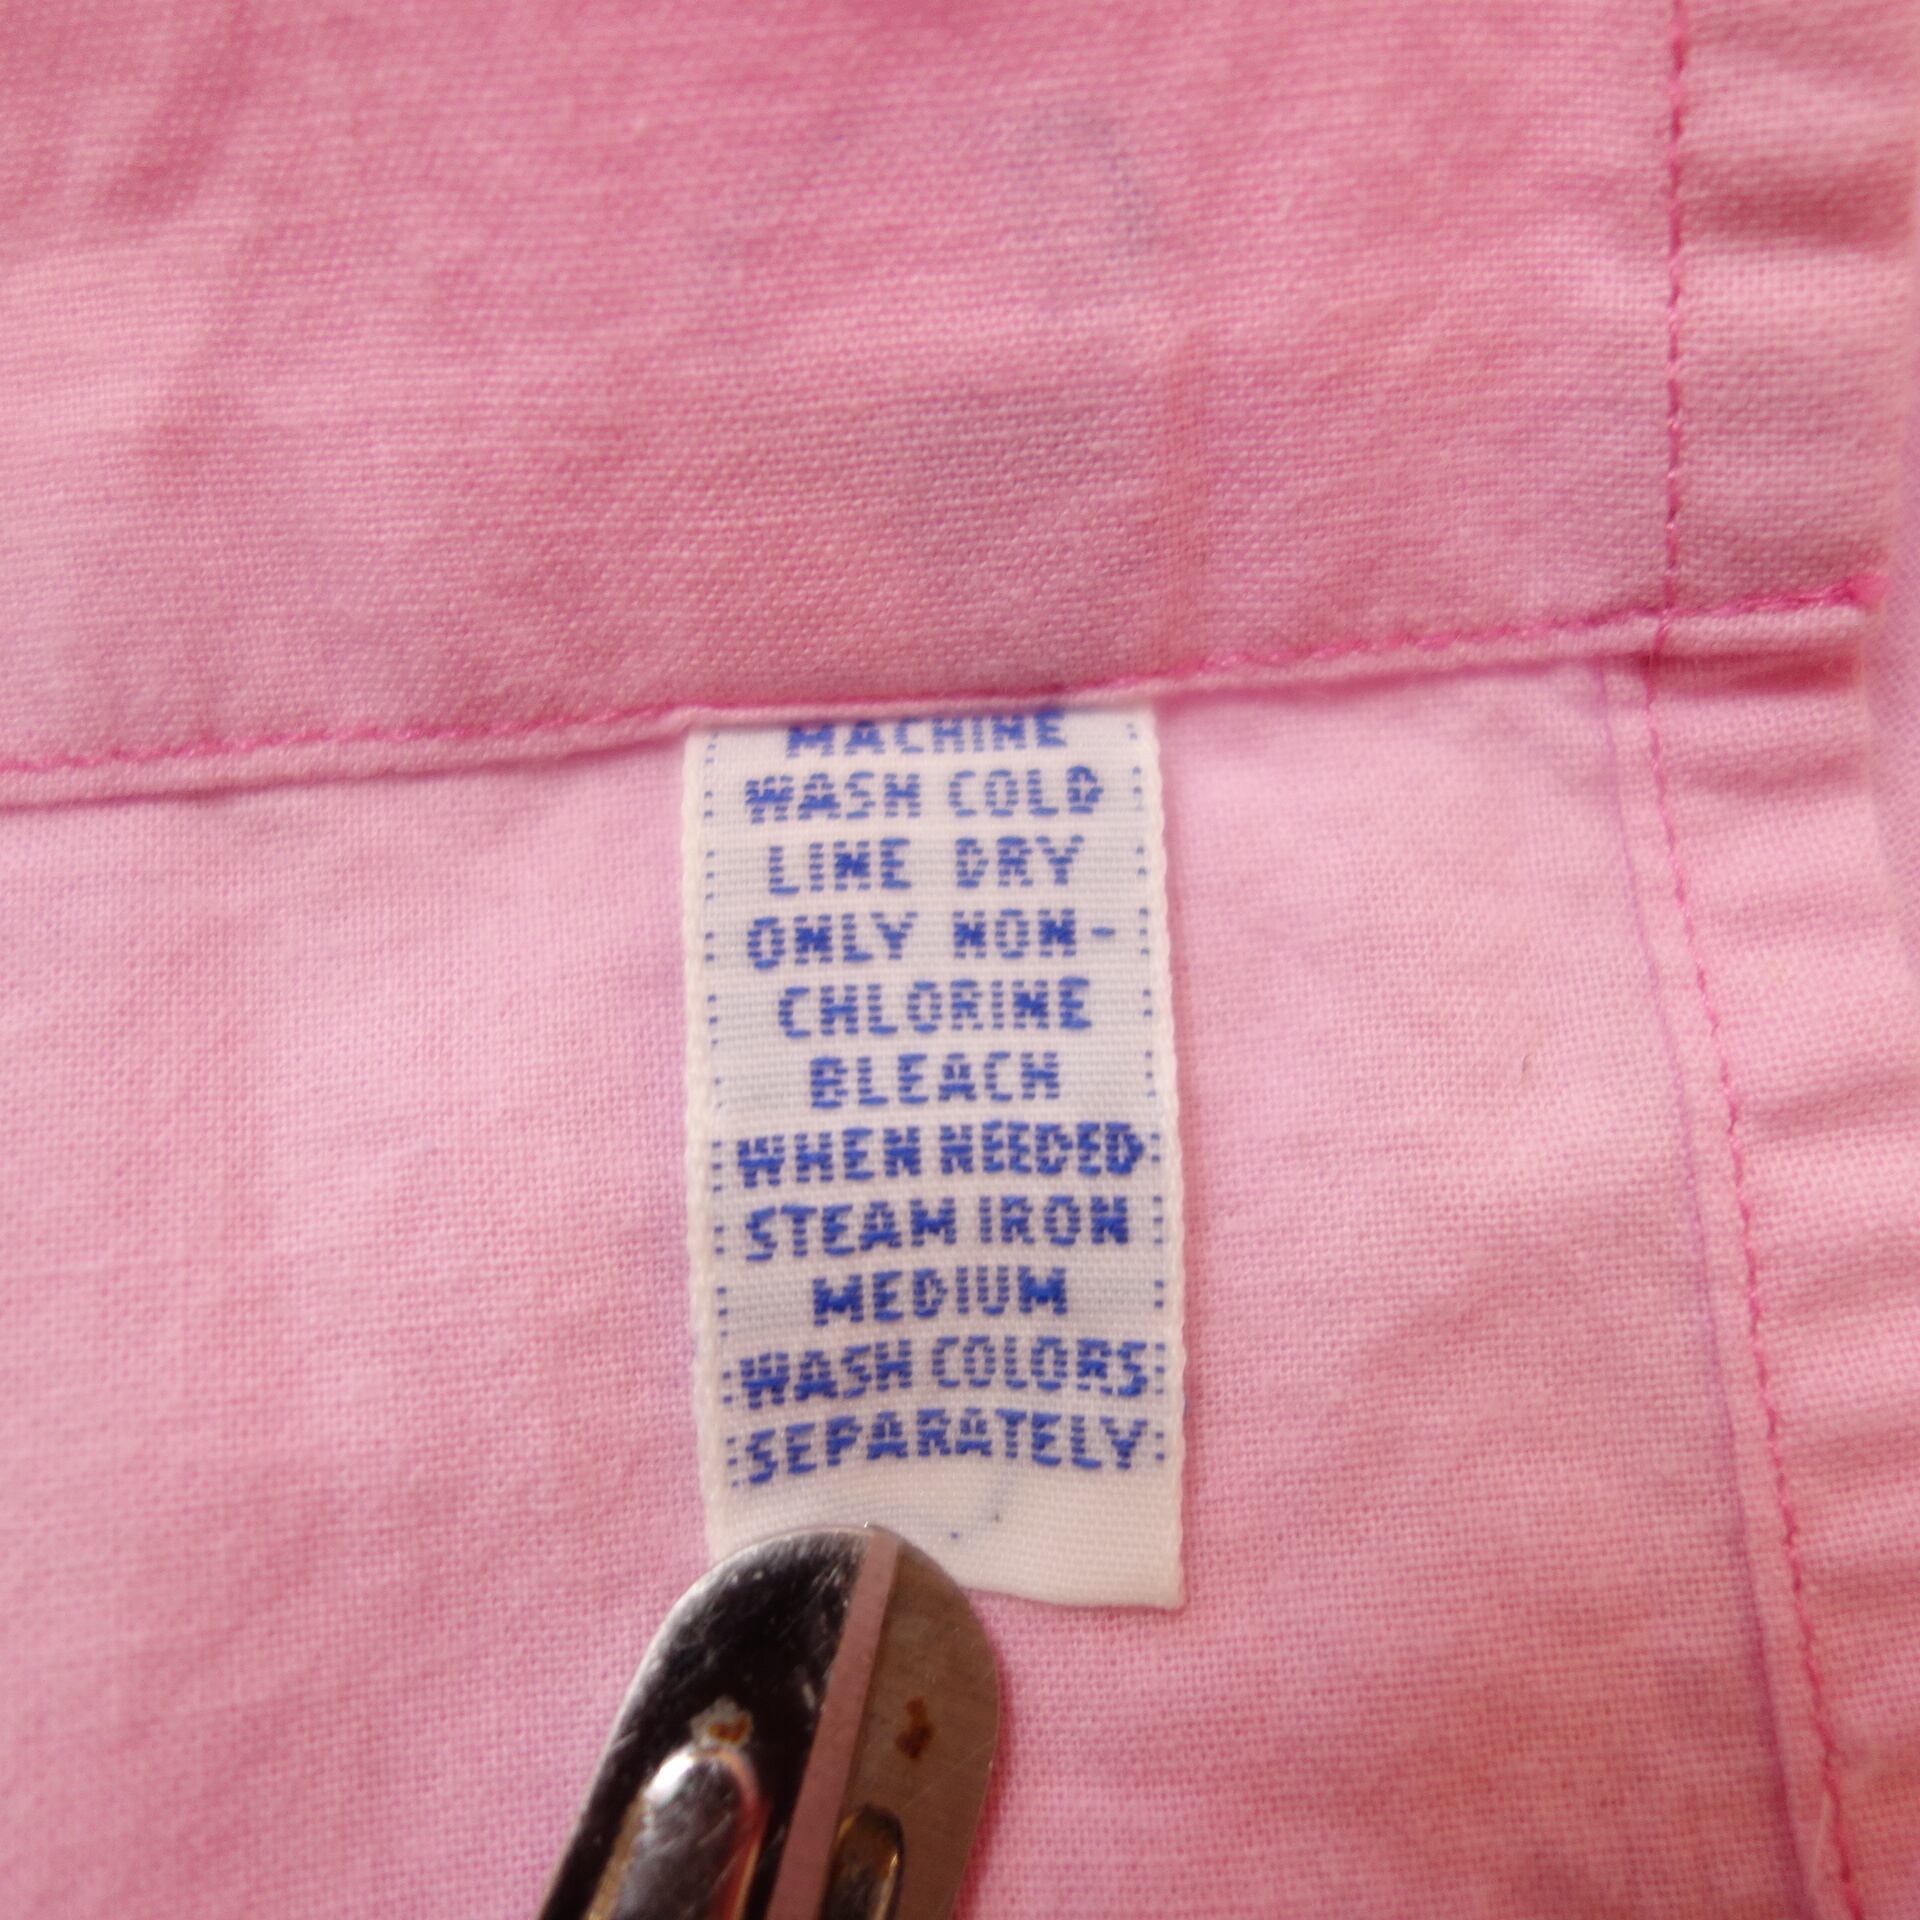 MACHINE
WASH COLD
LINE DRY
ONLY NON-
CHLORINE
BLEACH
WHEN NEEDED
STEAM IRON
MEDIUM
WASH COLORS
SEPARATELY